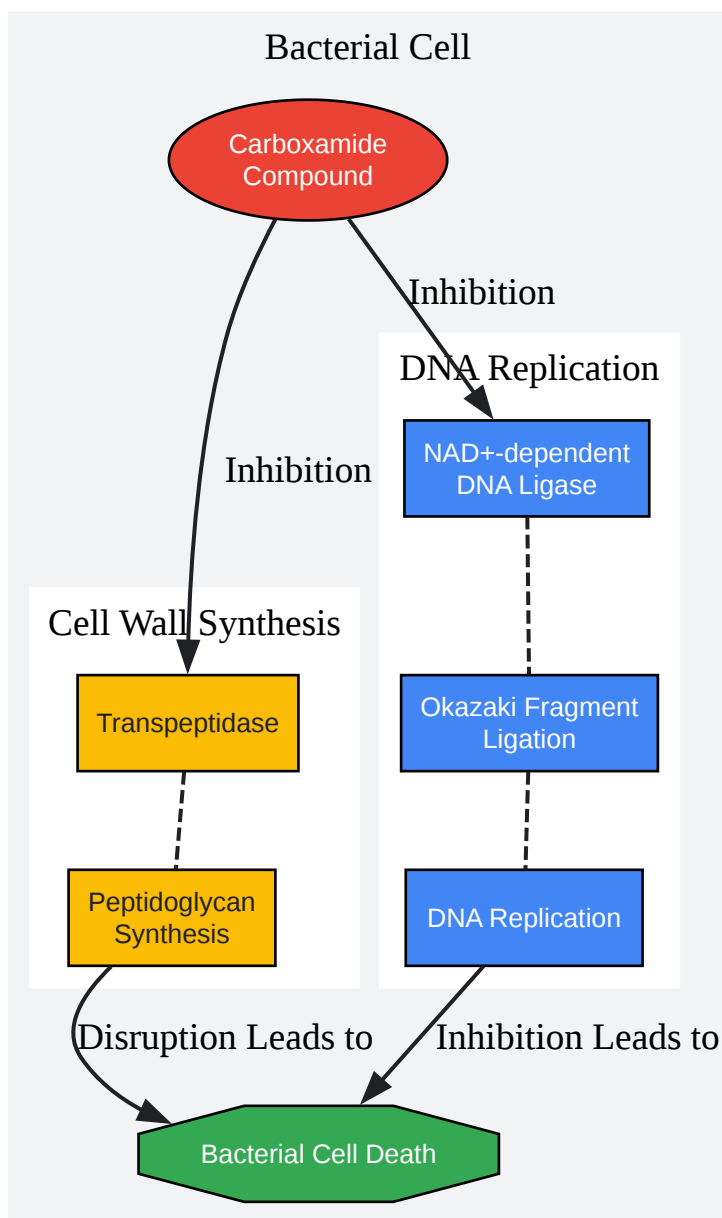 Bacterial Cell
Carboxamide
Compound
Inhibition
DNA Replication
NAD+-dependent
DNA Ligase
Inhibition
Cell Wall Synthesis
Transpeptidase
Okazaki Fragment
Ligation
Peptidoglycan
Synthesis
DNA Replication
Disruption Leads to
Inhibition Leads to
Bacterial Cell Death